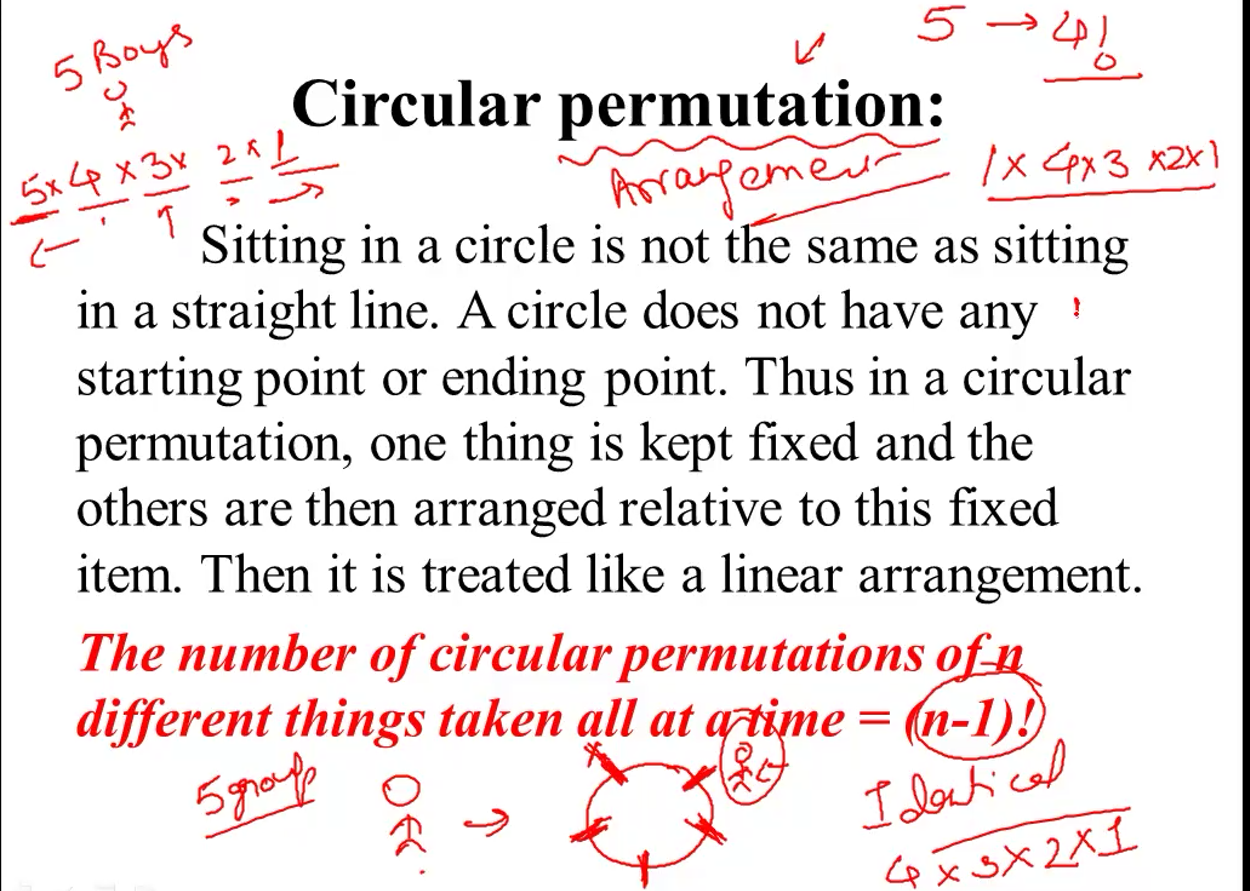 5 Boys
5 → 4!
Circular permutation:
5 x 4 x 3 x 2 x 1
Arrangement
1 x 4 x 3 x 2 x 1
Sitting in a circle is not the same as sitting
in a straight line. A circle does not have any
starting point or ending point. Thus in a circular
permutation, one thing is kept fixed and the
others are then arranged relative to this fixed
item. Then it is treated like a linear arrangement.
The number of circular permutations of n
different things taken all at a time = (n-1)!
5 group
→
Identical
4 x 3 x 2 x 1